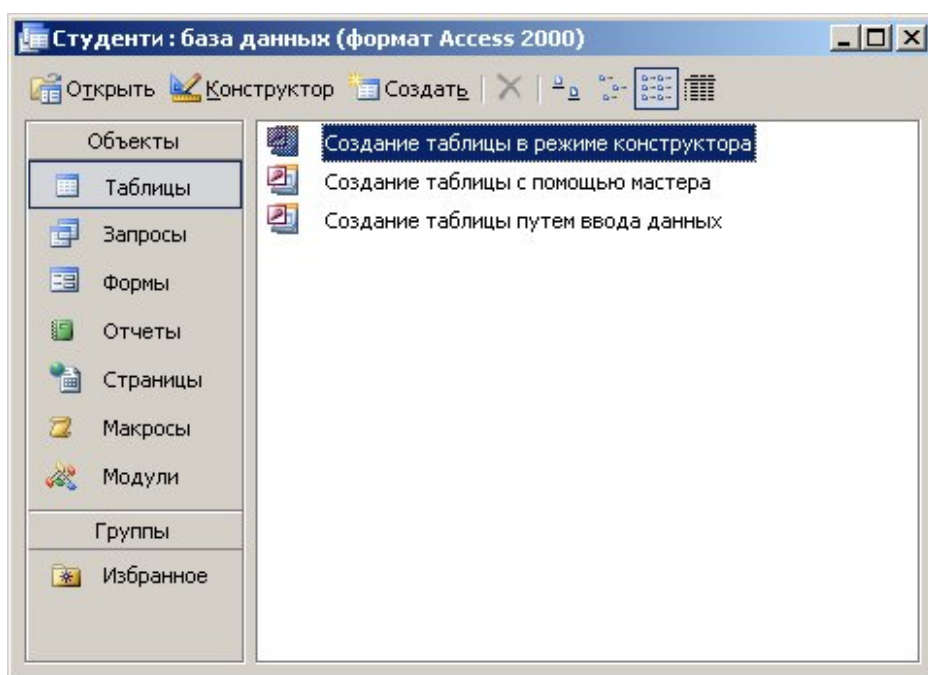 Студенти : база данных (формат Access 2000)
Открыть Конструктор Создать
Объекты
Таблицы
Запросы
Формы
Отчеты
Страницы
Макросы
Модули
Группы
Избранное
Создание таблицы в режиме конструктора
Создание таблицы с помощью мастера
Создание таблицы путем ввода данных